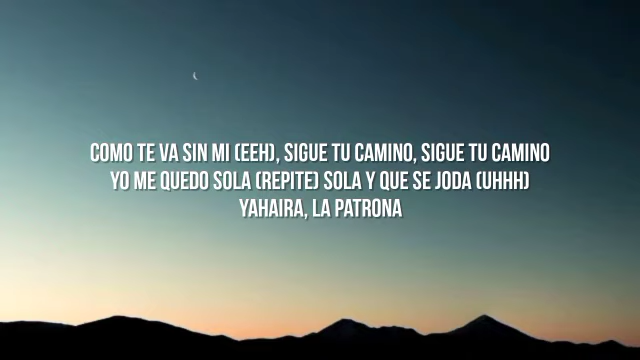 COMO TE VA SIN MI (EEH), SIGUE TU CAMINO, SIGUE TU CAMINO
YO ME QUEDO SOLA (REPITE) SOLA Y QUE SE JODA (UHHH)
YAHAIRA, LA PATRONA